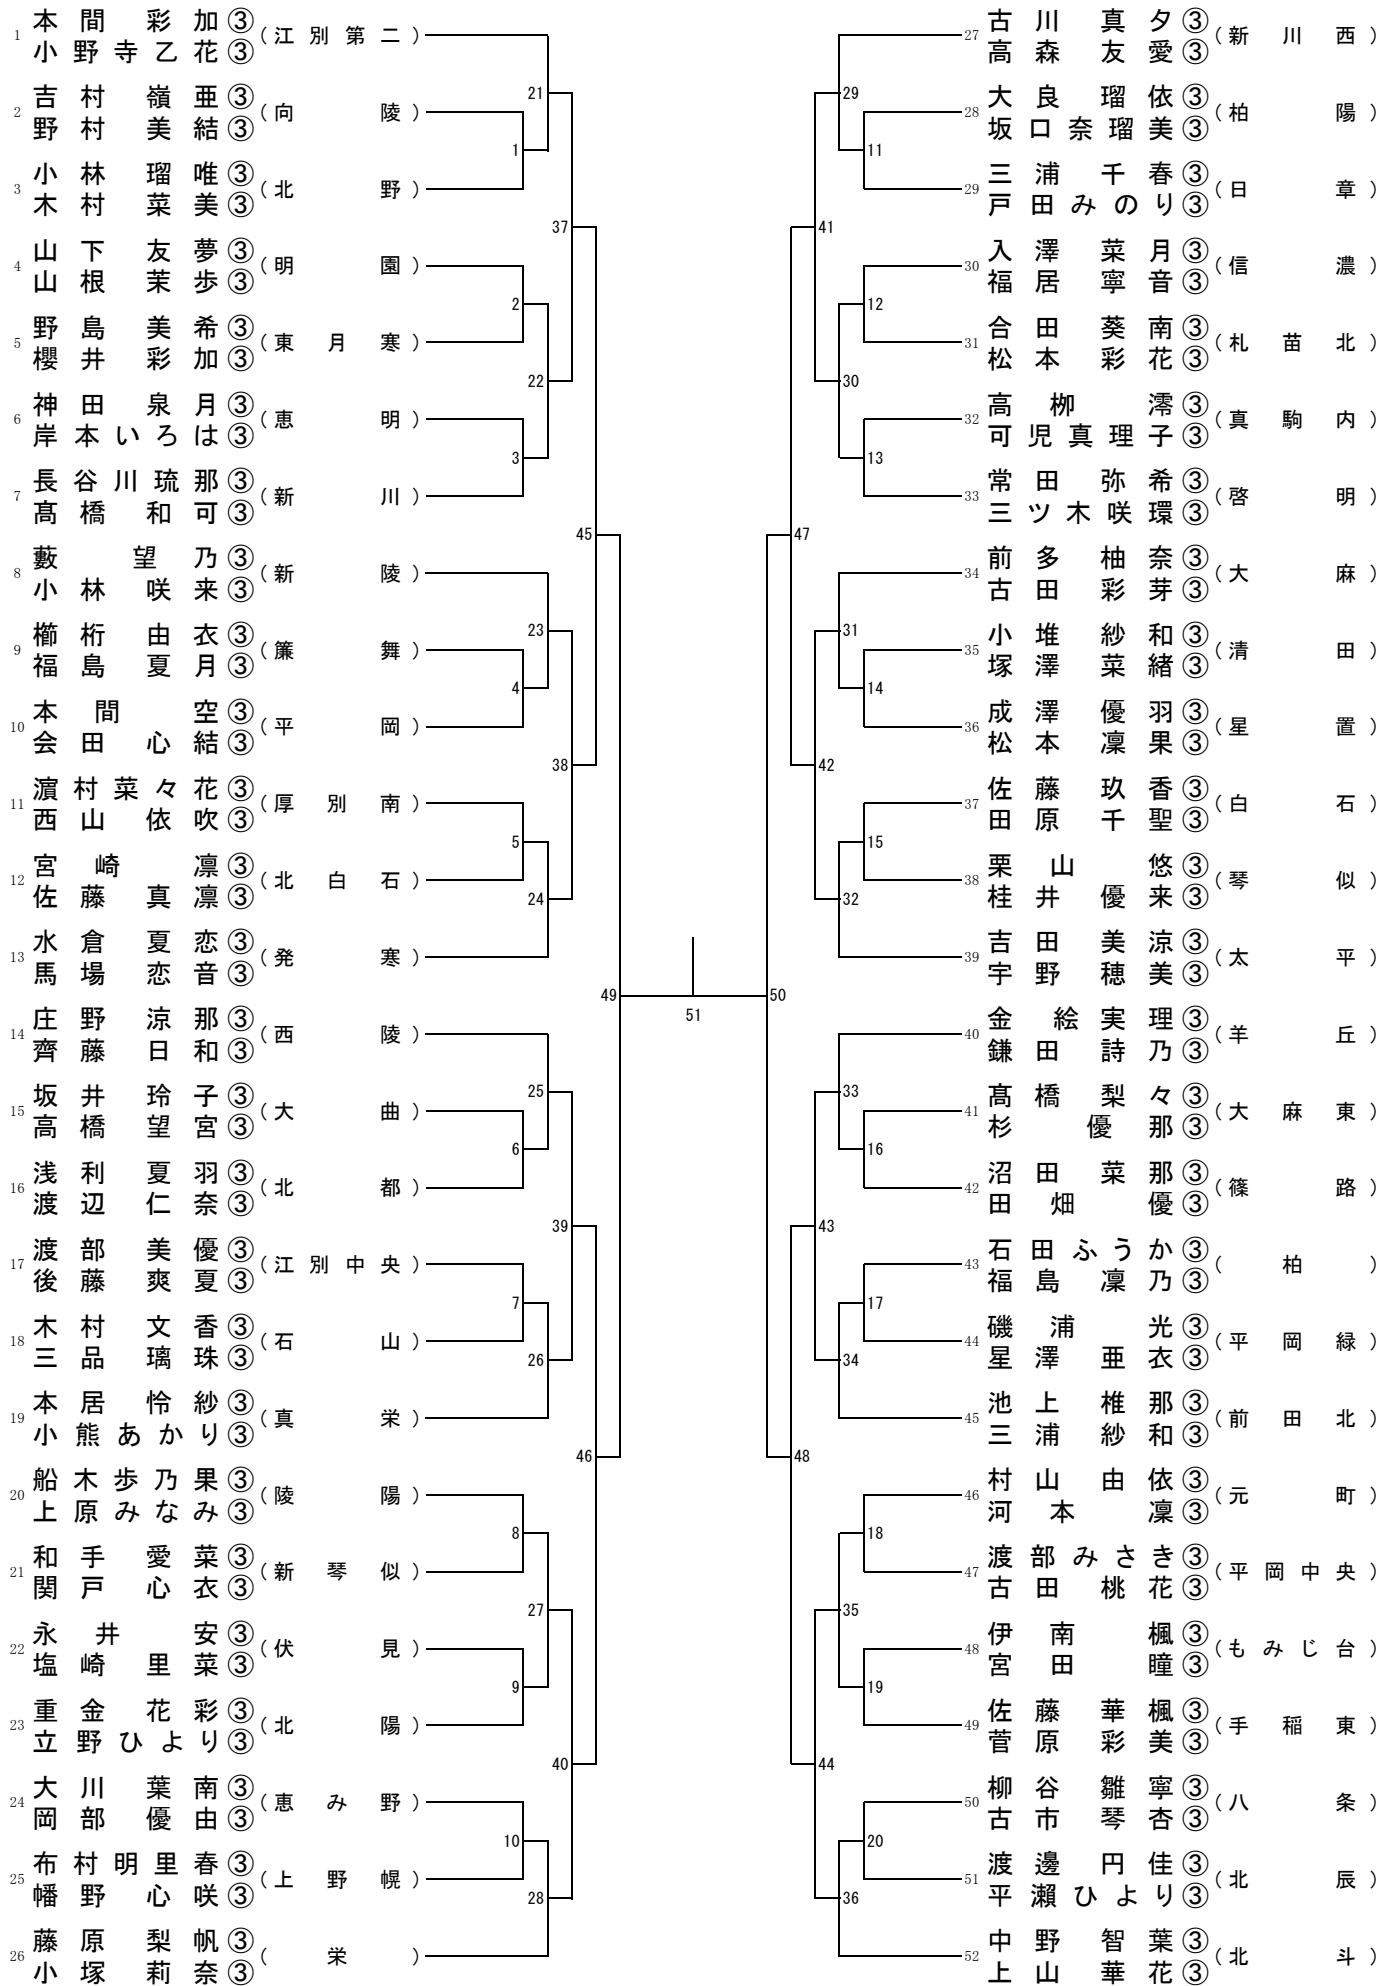 1 本間彩加③ 小野寺乙花③ (江別第二)
2 吉村嶺亜③ 野村美結③ (向陵)
3 小林瑠唯③ 木村菜美③ (北野)
4 山下友夢③ 山根茉歩③ (明園)
5 野島美希③ 櫻井彩加③ (東月寒)
6 神田泉月③ 岸本いろは③ (恵明)
7 長谷川琉那③ 髙橋和可③ (新川)
8 藪望乃③ 小林咲来③ (新陵)
9 櫛桁由衣③ 福島夏月③ (簾舞)
10 本間空③ 会田心結③ (平岡)
11 濵村菜々花③ 西山依吹③ (厚別南)
12 宮崎凛③ 佐藤真凛③ (北白石)
13 水倉夏恋③ 馬場恋音③ (発寒)
14 庄野涼那③ 齊藤日和③ (西陵)
15 坂井玲子③ 高橋望宮③ (大曲)
16 浅利夏羽③ 渡辺仁奈③ (北都)
17 渡部美優③ 後藤爽夏③ (江別中央)
18 木村文香③ 三品璃珠③ (石山)
19 本居怜紗③ 小熊あかり③ (真栄)
20 船木歩乃果③ 上原みなみ③ (陵陽)
21 和手愛菜③ 関戸心衣③ (新琴似)
22 永井安③ 塩崎里菜③ (伏見)
23 重金花彩③ 立野ひより③ (北陽)
24 大川葉南③ 岡部優由③ (恵み野)
25 布村明里春③ 幡野心咲③ (上野幌)
26 藤原梨帆③ 小塚莉奈③ (栄)
21
1
37
2
22
3
45
23
4
38
5
24
49
25
6
39
7
26
46
8
27
9
40
10
28
51
29
11
41
12
30
13
47
31
14
42
15
32
50
33
16
43
17
34
48
18
35
19
44
20
36
27 古川真夕③ 高森友愛③ (新川西)
28 大良瑠依③ 坂口奈瑠美③ (柏陽)
29 三浦千春③ 戸田みのり③ (日章)
30 入澤菜月③ 福居寧音③ (信濃)
31 合田葵南③ 松本彩花③ (札苗北)
32 高栁澪③ 可児真理子③ (真駒内)
33 常田弥希③ 三ツ木咲環③ (啓明)
34 前多柚奈③ 古田彩芽③ (大麻)
35 小堆紗和③ 塚澤菜緒③ (清田)
36 成澤優羽③ 松本凜果③ (星置)
37 佐藤玖香③ 田原千聖③ (白石)
38 栗山悠③ 桂井優来③ (琴似)
39 吉田美涼③ 宇野穂美③ (太平)
40 金絵実理③ 鎌田詩乃③ (羊丘)
41 髙橋梨々③ 杉優那③ (大麻東)
42 沼田菜那③ 田畑優③ (篠路)
43 石田ふうか③ 福島凜乃③ (柏)
44 磯浦光③ 星澤亜衣③ (平岡緑)
45 池上椎那③ 三浦紗和③ (前田北)
46 村山由依③ 河本凜③ (元町)
47 渡部みさき③ 古田桃花③ (平岡中央)
48 伊南楓③ 宮田瞳③ (もみじ台)
49 佐藤華楓③ 菅原彩美③ (手稲東)
50 柳谷雛寧③ 古市琴杏③ (八条)
51 渡邊円佳③ 平瀬ひより③ (北辰)
52 中野智葉③ 上山華花③ (北斗)